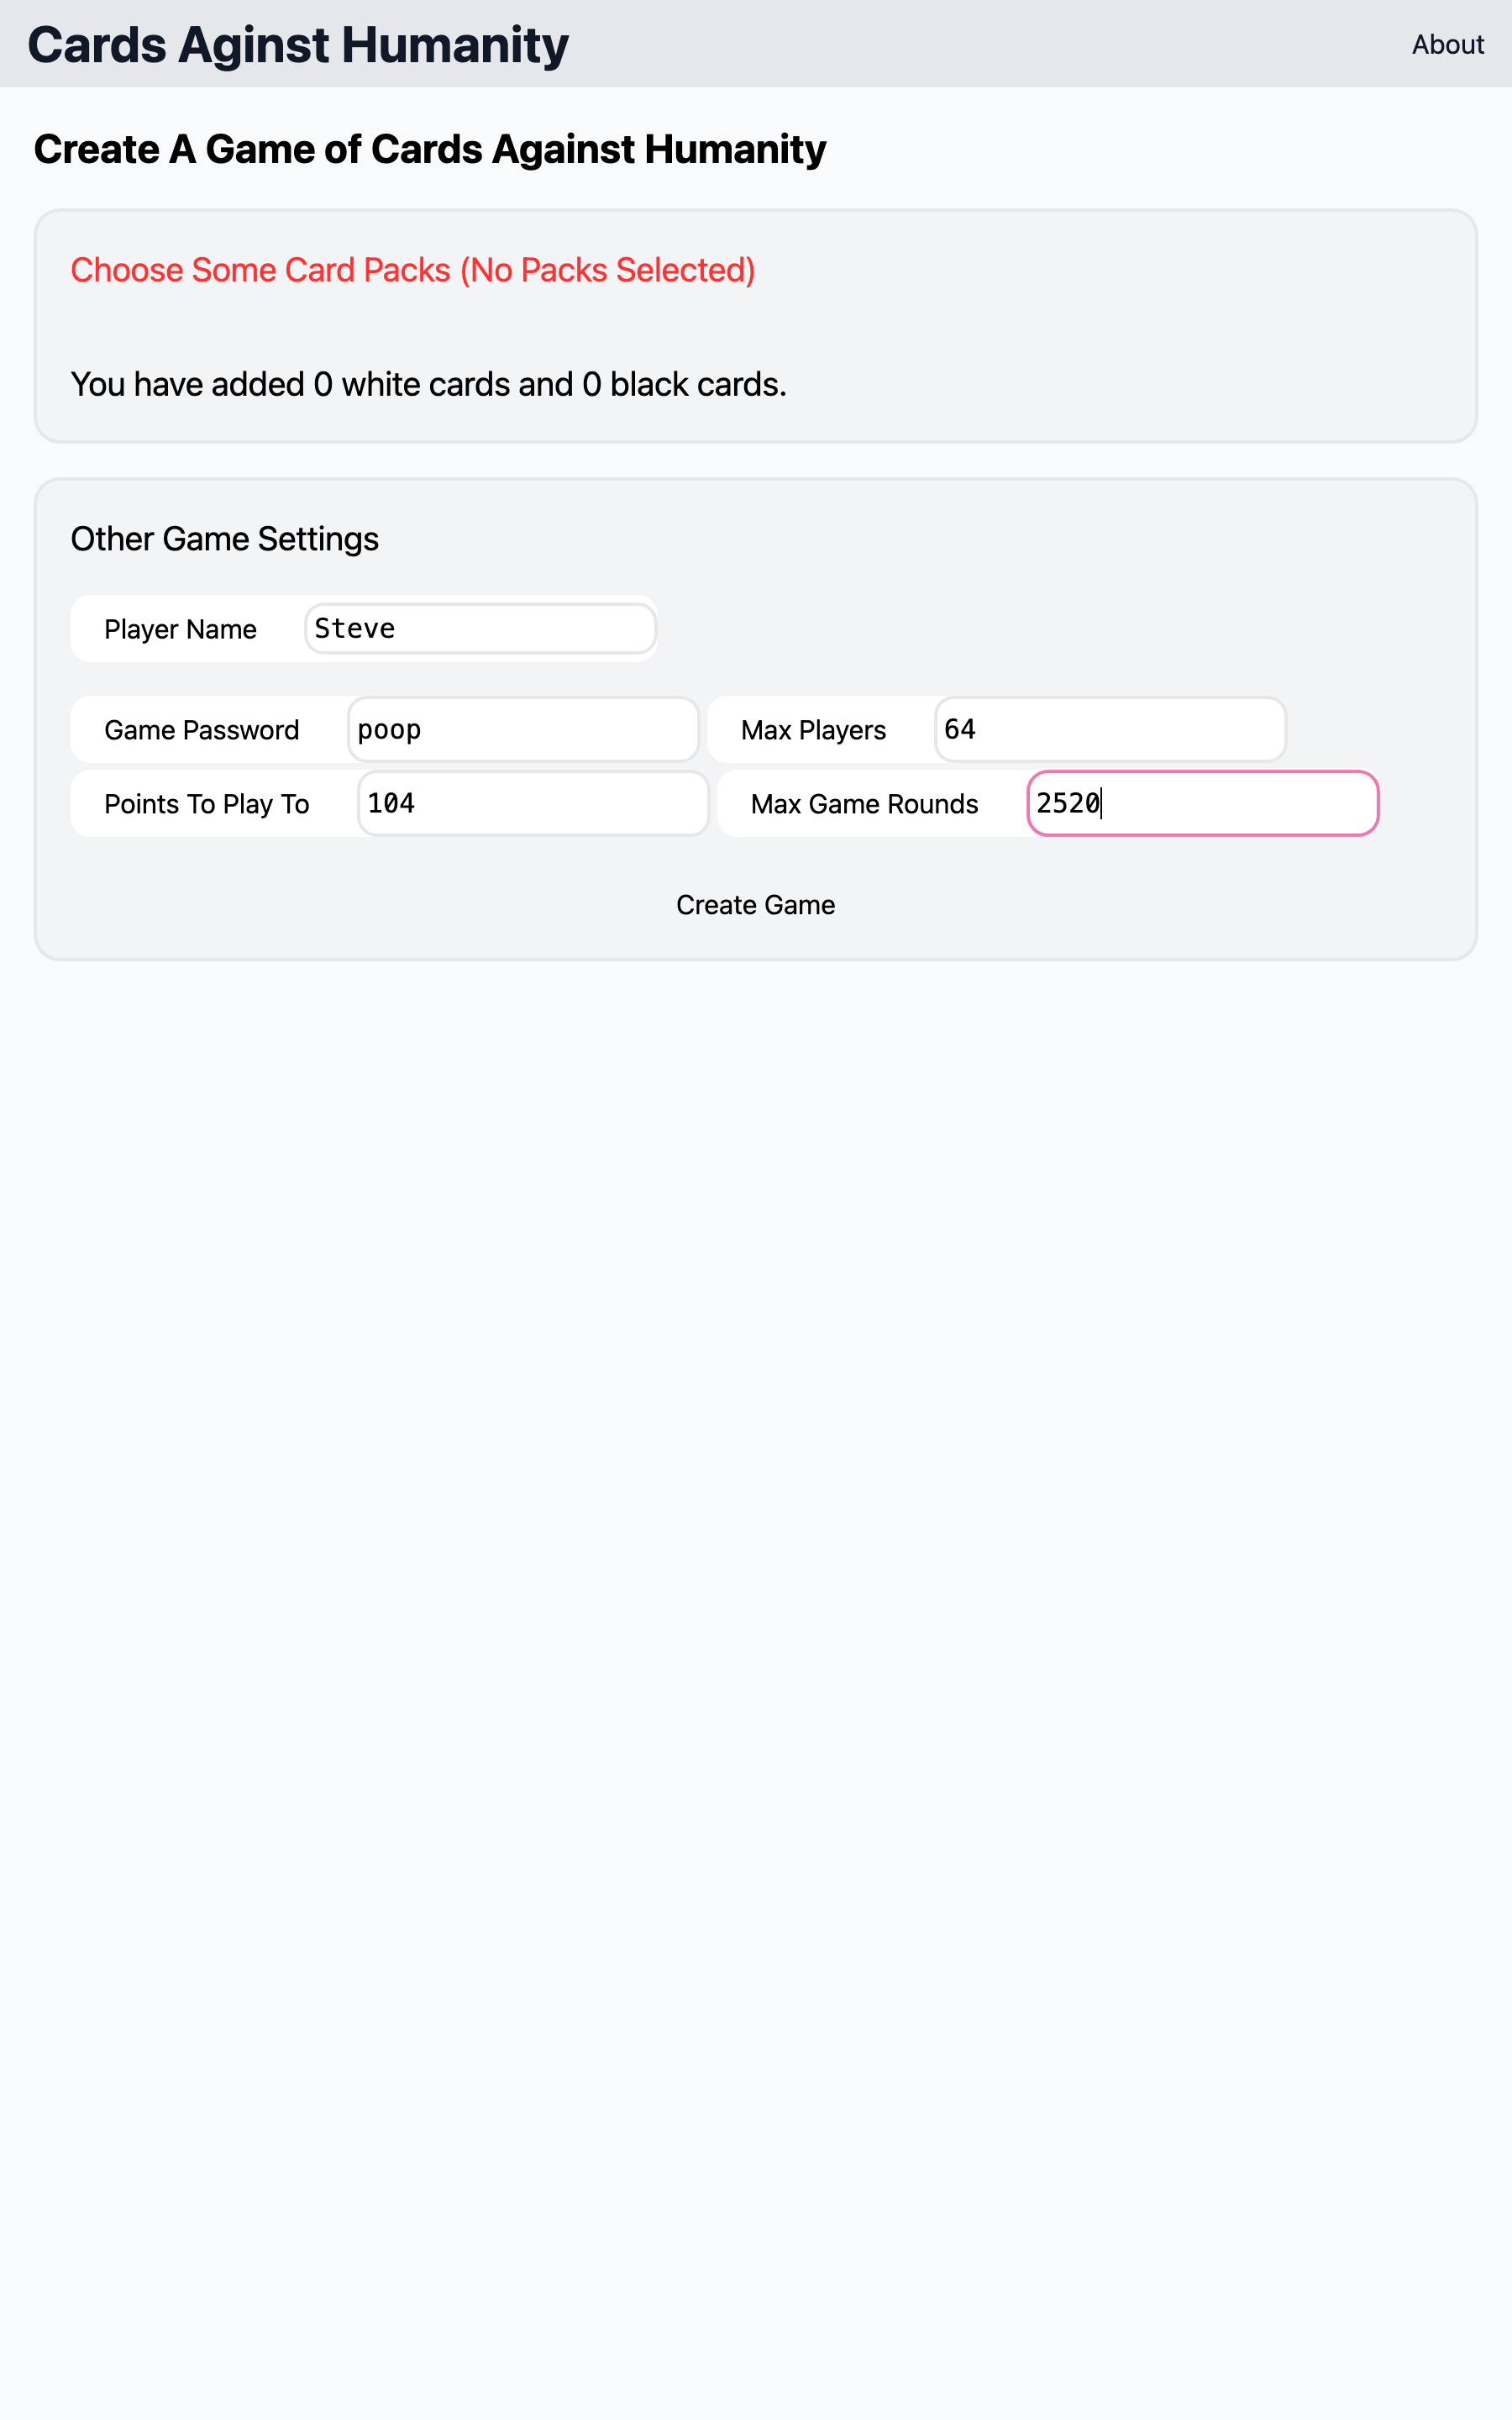 Cards Aginst Humanity About
Create A Game of Cards Against Humanity
Choose Some Card Packs (No Packs Selected)
You have added 0 white cards and 0 black cards.
Other Game Settings
Player Name Steve
Game Password poop Max Players 64
Points To Play To 104 Max Game Rounds 2520
Create Game